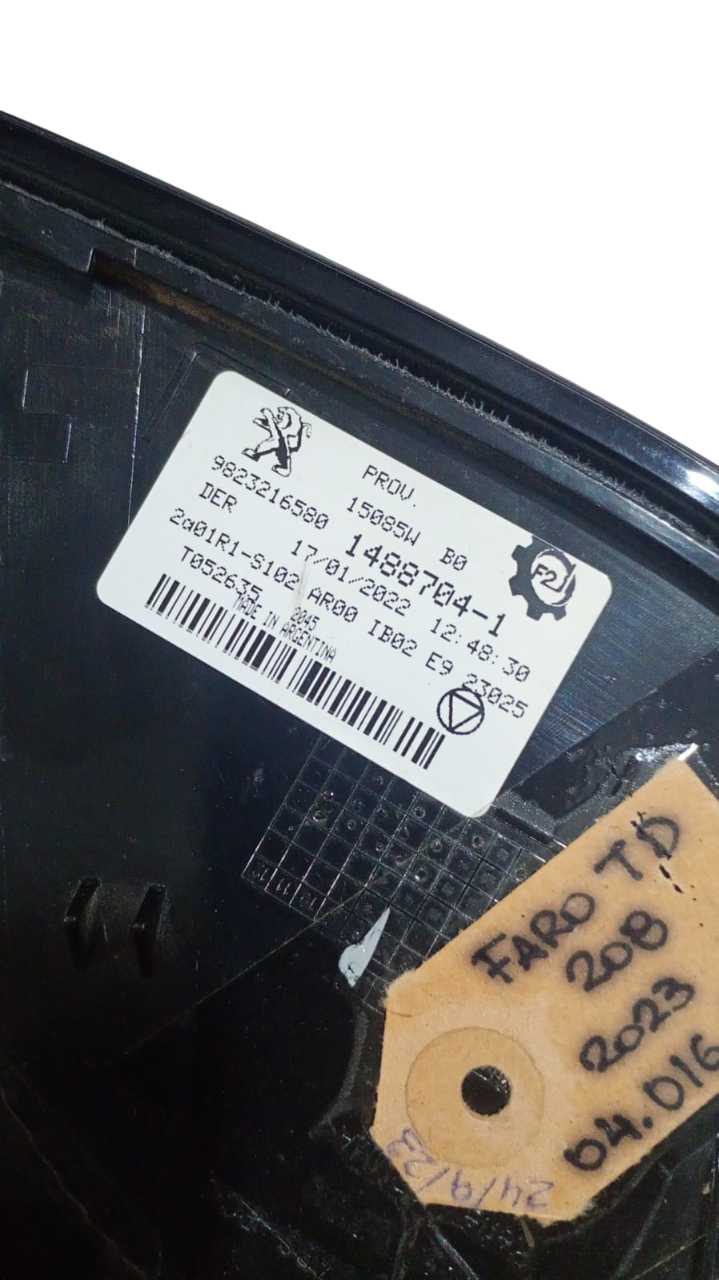 PROV.
9823216580 15085W B0
DER 1488704-1
17/01/2022 12:48:30
2a01R1-S102 AR00 IB02 E9 23025
T052635 2045
MADE IN ARGENTINA
F2J
FARO TD
208
2023
04.016
24/9/23